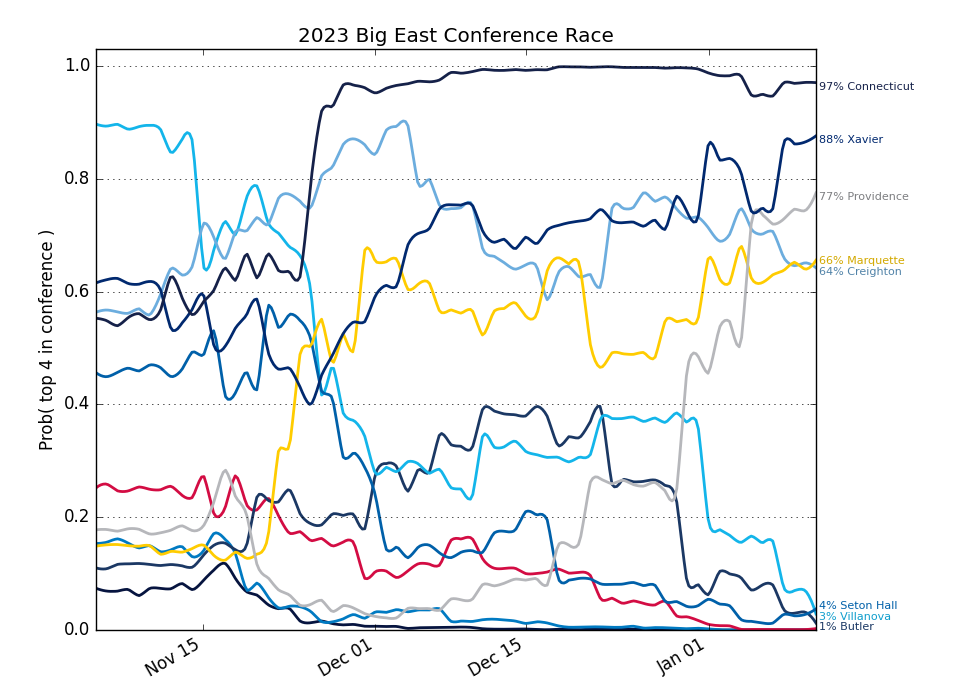 2023 Big East Conference Race
Prob( top 4 in conference )
1.0
0.8
0.6
0.4
0.2
0.0
Nov 15
Dec 01
Dec 15
Jan 01
97% Connecticut
88% Xavier
77% Providence
66% Marquette
64% Creighton
4% Seton Hall
3% Villanova
1% Butler